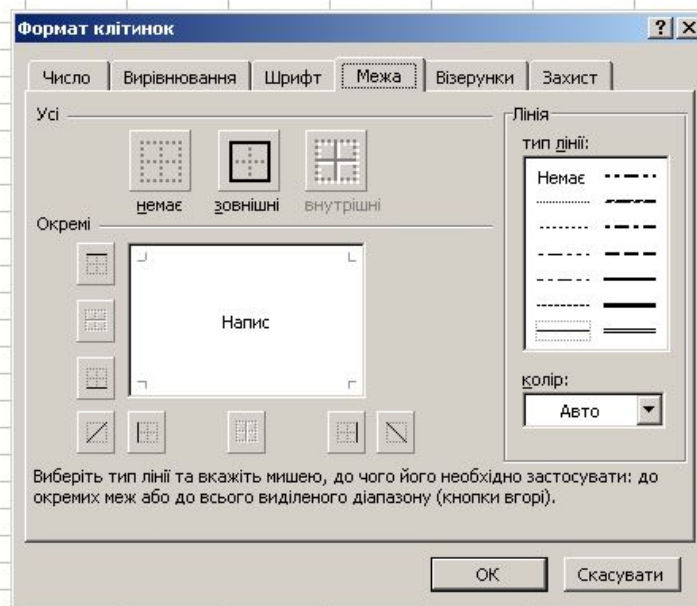 Формат клітинок
Число Вирівнювання Шрифт Межа Візерунки Захист
Усі
немає зовнішні внутрішні
Окремі
Напис
Лінія
тип лінії:
Немає
колір:
Авто
Виберіть тип лінії та вкажіть мишею, до чого його необхідно застосувати: до
окремих меж або до всього виділеного діапазону (кнопки вгорі).
ОК Скасувати